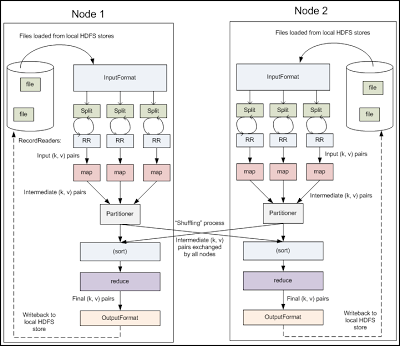 Node 1
Files loaded from local HDFS stores
InputFormat
file
file
Split
Split
Split
RecordReaders:
RR
RR
RR
Input (k, v) pairs
map
map
map
Intermediate (k, v) pairs
Partitioner
(sort)
reduce
Final (k, v) pairs
Writeback to
local HDFS
store
OutputFormat
"Shuffling" process
Intermediate (k, v)
pairs exchanged
by all nodes
Node 2
Files loaded from local HDFS stores
InputFormat
file
file
Split
Split
Split
RR
RR
RR
Input (k, v) pairs
map
map
map
Intermediate (k, v) pairs
Partitioner
(sort)
reduce
Final (k, v) pairs
Writeback to
local HDFS
store
OutputFormat